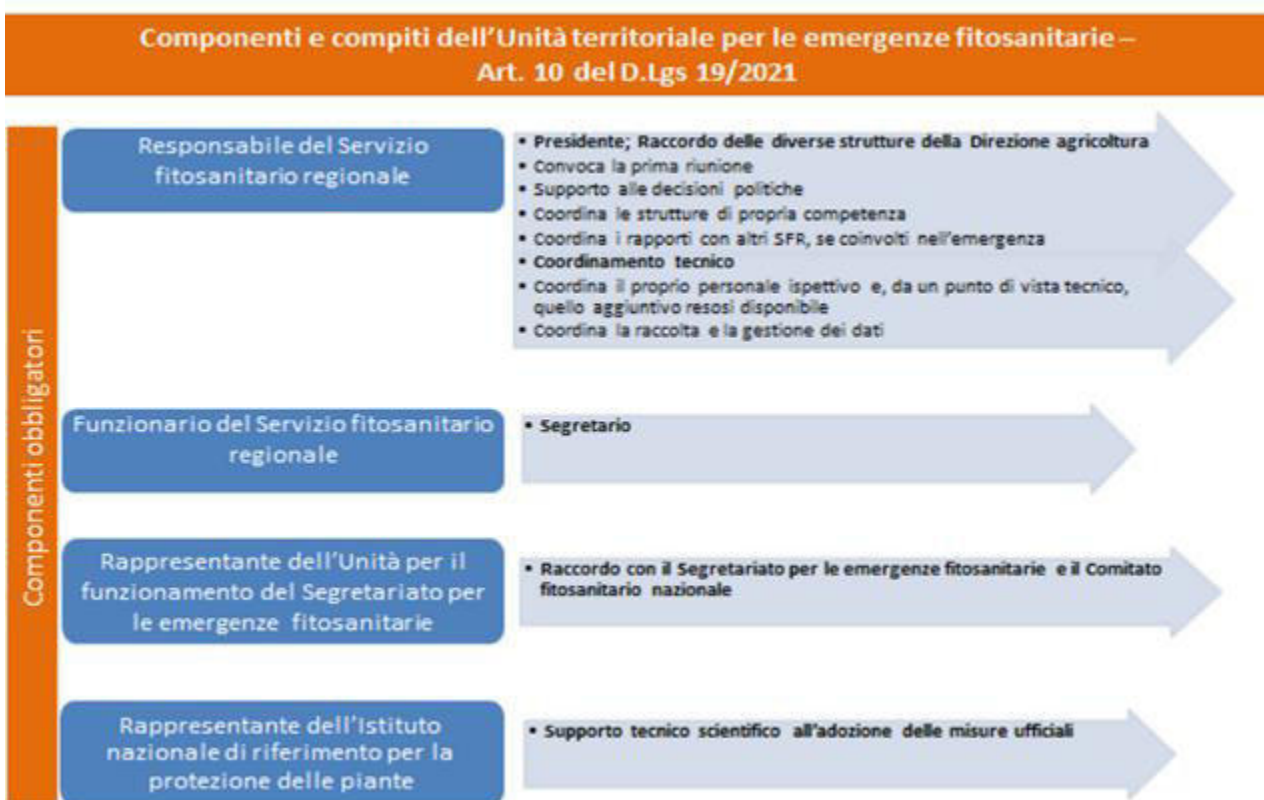 Componenti e compiti dell'Unità territoriale per le emergenze fitosanitarie –
Art. 10 del D.Lgs 19/2021
Componenti obbligatori
Responsabile del Servizio
fitosanitario regionale
▪ Presidente; Raccordo delle diverse strutture della Direzione agricoltura
▪ Convoca la prima riunione
▪ Supporto alle decisioni politiche
▪ Coordina le strutture di propria competenza
▪ Coordina i rapporti con altri SFR, se coinvolti nell'emergenza
▪ Coordinamento tecnico
▪ Coordina il proprio personale ispettivo e, da un punto di vista tecnico,
quello aggiuntivo resosi disponibile
▪ Coordina la raccolta e la gestione dei dati
Funzionario del Servizio fitosanitario
regionale
▪ Segretario
Rappresentante dell'Unità per il
funzionamento del Segretariato per
le emergenze fitosanitarie
▪ Raccordo con il Segretariato per le emergenze fitosanitarie e il Comitato
fitosanitario nazionale
Rappresentante dell'Istituto
nazionale di riferimento per la
protezione delle piante
▪ Supporto tecnico scientifico all'adozione delle misure ufficiali